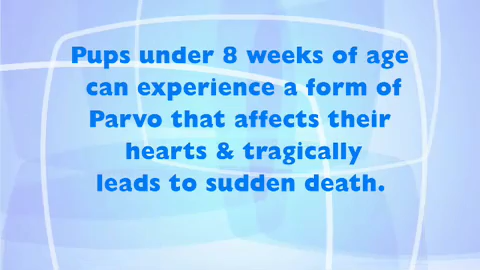 Pups under 8 weeks of age
can experience a form of
Parvo that affects their
hearts & tragically
leads to sudden death.